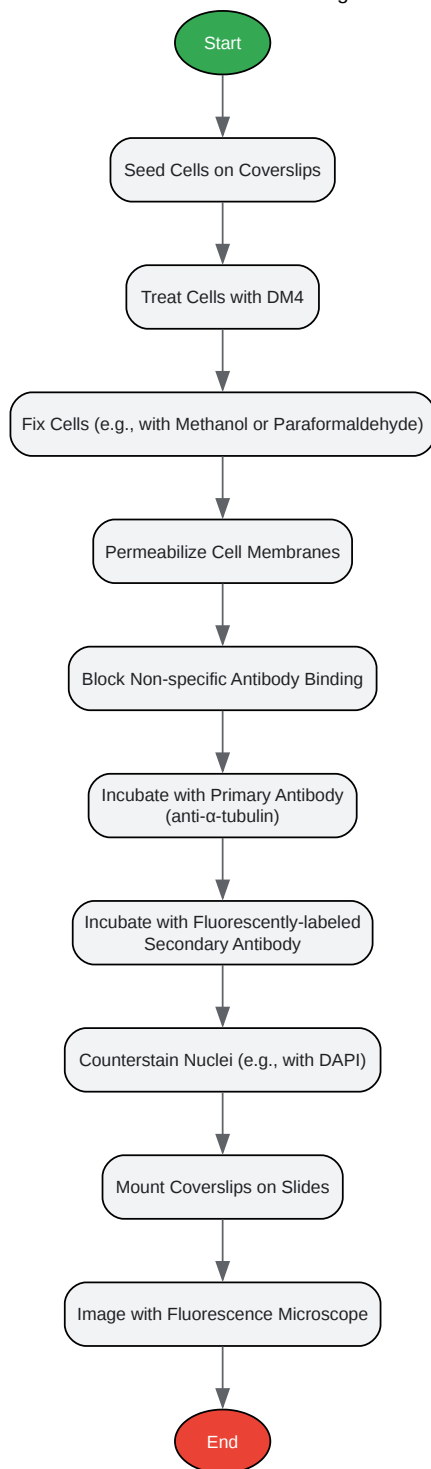 Start
Seed Cells on Coverslips
Treat Cells with DM4
Fix Cells (e.g., with Methanol or Paraformaldehyde)
Permeabilize Cell Membranes
Block Non-specific Antibody Binding
Incubate with Primary Antibody
(anti-α-tubulin)
Incubate with Fluorescently-labeled
Secondary Antibody
Counterstain Nuclei (e.g., with DAPI)
Mount Coverslips on Slides
Image with Fluorescence Microscope
End